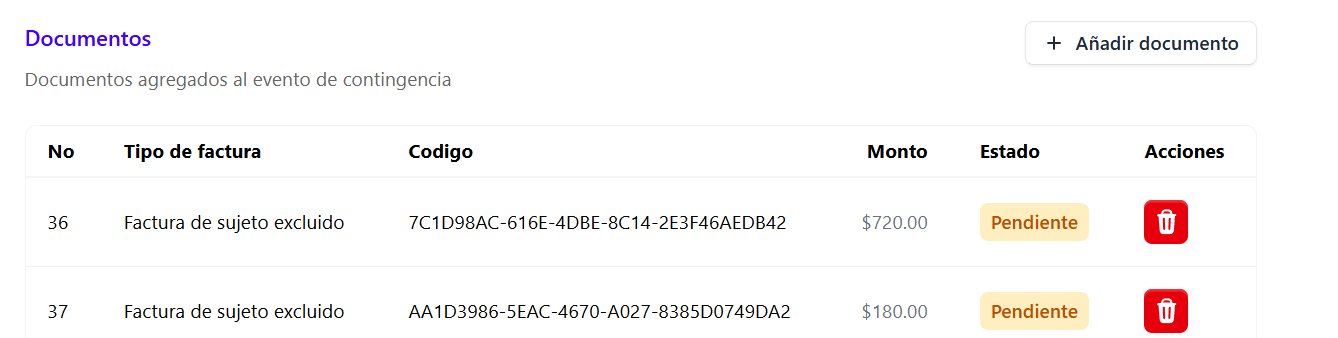 Documentos
+ Añadir documento
Documentos agregados al evento de contingencia
No Tipo de factura Codigo Monto Estado Acciones
36 Factura de sujeto excluido 7C1D98AC-616E-4DBE-8C14-2E3F46AEDB42 $720.00 Pendiente
37 Factura de sujeto excluido AA1D3986-5EAC-4670-A027-8385D0749DA2 $180.00 Pendiente